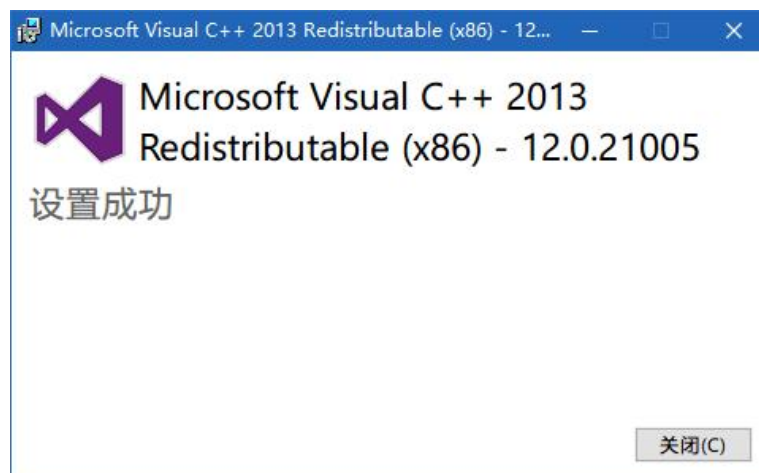 Microsoft Visual C++ 2013 Redistributable (x86) - 12...
Microsoft Visual C++ 2013
Redistributable (x86) - 12.0.21005
设置成功
关闭(C)